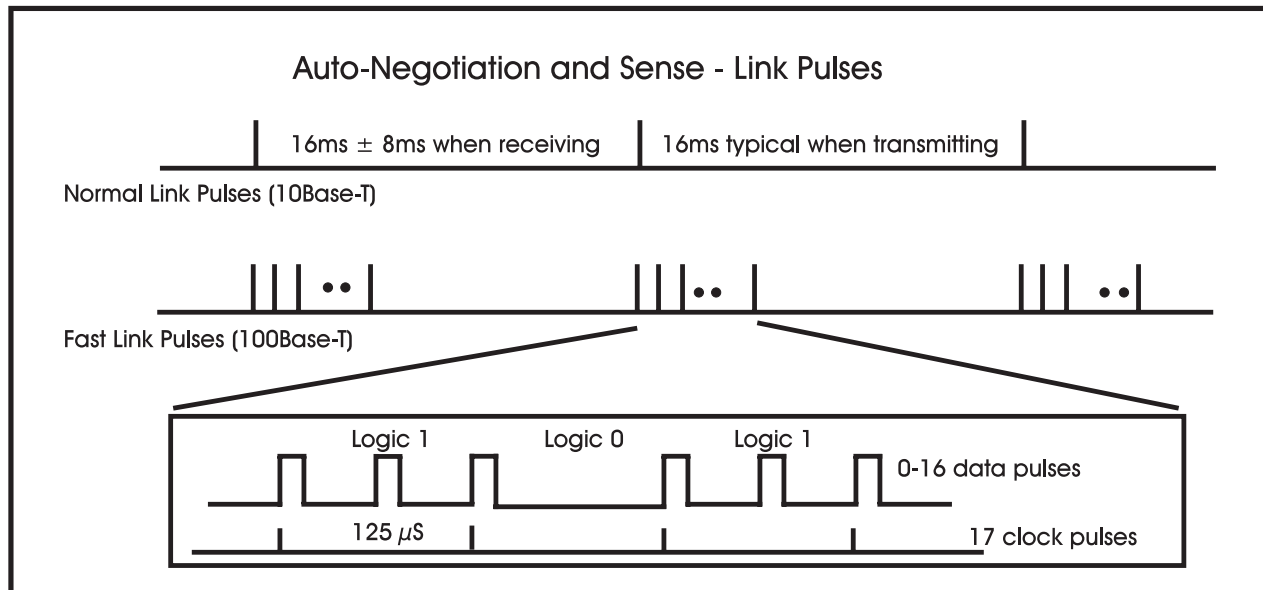 Auto-Negotiation and Sense - Link Pulses
16ms ± 8ms when receiving
16ms typical when transmitting
Normal Link Pulses (10Base-T)
Fast Link Pulses (100Base-T)
Logic 1
Logic 0
Logic 1
0-16 data pulses
125 µS
17 clock pulses